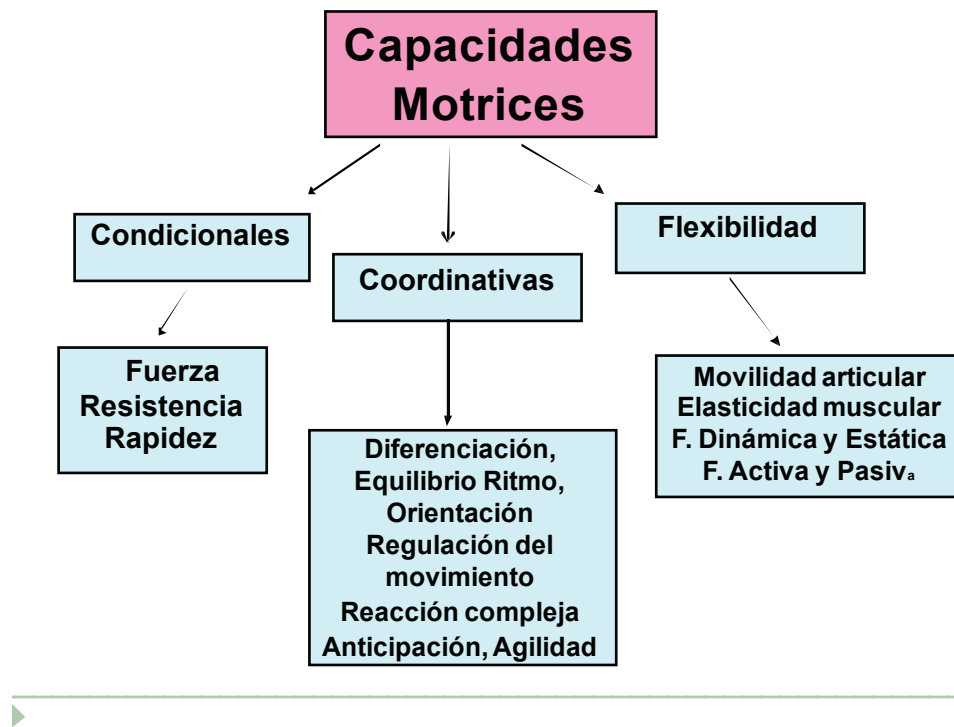 Capacidades
Motrices
Condicionales
Coordinativas
Flexibilidad
Fuerza
Resistencia
Rapidez
Diferenciación,
Equilibrio Ritmo,
Orientación
Regulación del
movimiento
Reacción compleja
Anticipación, Agilidad
Movilidad articular
Elasticidad muscular
F. Dinámica y Estática
F. Activa y Pasiva